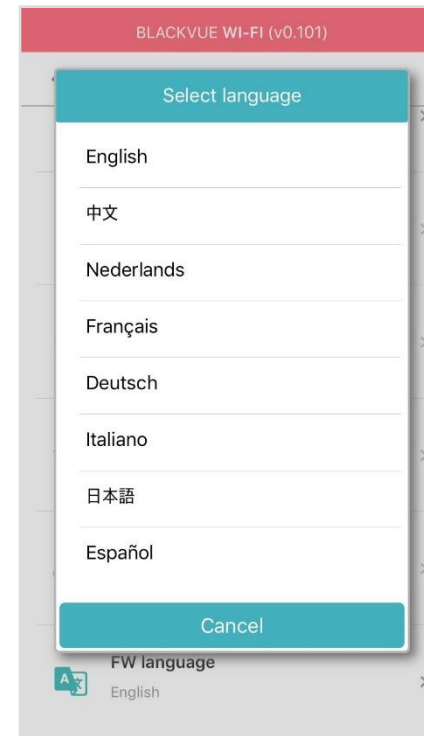 BLACKVUE WI-FI (v0.101)
Select language
English
中文
Nederlands
Français
Deutsch
Italiano
日本語
Español
Cancel
FW language
English